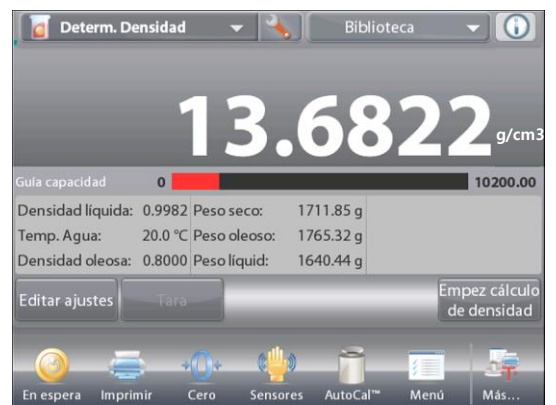 Determ. Densidad Biblioteca
13.6822 g/cm3
Guía capacidad 0 10200.00
Densidad líquida: 0.9982 Peso seco: 1711.85 g
Temp. Agua: 20.0 °C Peso oleoso: 1765.32 g
Densidad oleosa: 0.8000 Peso líquid: 1640.44 g
Editar ajustes Tara Empez cálculo
de densidad
En espera Imprimir Cero Sensores AutoCal™ Menú Más...